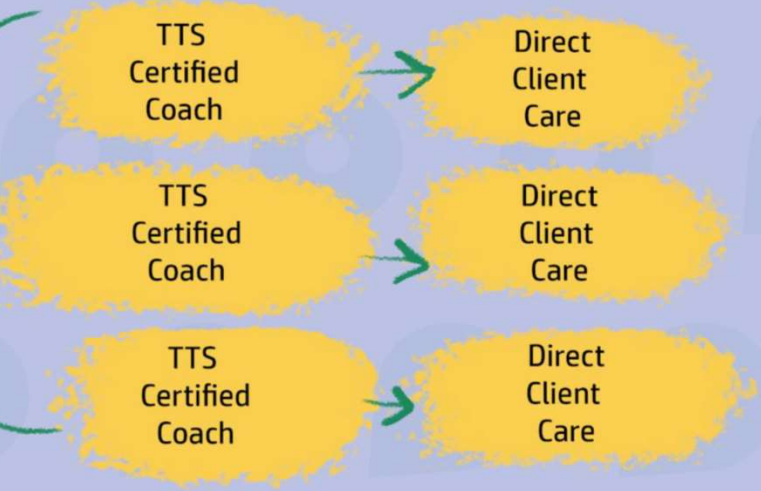 TTS
Certified
Coach
Direct
Client
Care
TTS
Certified
Coach
Direct
Client
Care
TTS
Certified
Coach
Direct
Client
Care